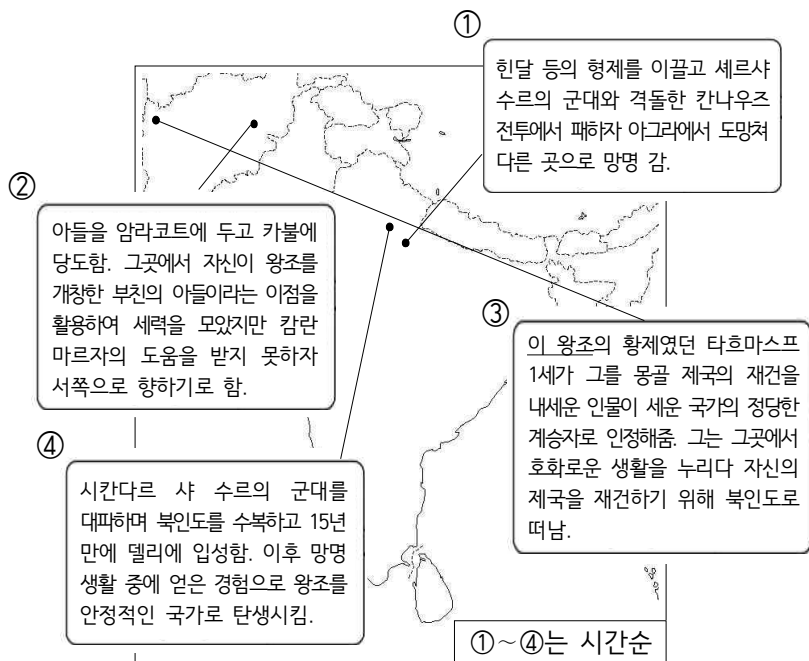 ①
힌달 등의 형제를 이끌고 셰르샤
수르의 군대와 격돌한 칸나우즈
전투에서 패하자 아그라에서 도망쳐
다른 곳으로 망명 감.
②
아들을 암라코트에 두고 카불에
당도함. 그곳에서 자신이 왕조를
개창한 부친의 아들이라는 이점을
활용하여 세력을 모았지만 캄란
마르자의 도움을 받지 못하자
서쪽으로 향하기로 함.
③
이 왕조의 황제였던 타흐마스프
1세가 그를 몽골 제국의 재건을
내세운 인물이 세운 국가의 정당한
계승자로 인정해줌. 그는 그곳에서
호화로운 생활을 누리다 자신의
제국을 재건하기 위해 북인도로
떠남.
④
시칸다르 샤 수르의 군대를
대파하며 북인도를 수복하고 15년
만에 델리에 입성함. 이후 망명
생활 중에 얻은 경험으로 왕조를
안정적인 국가로 탄생시킴.
①～④는 시간순